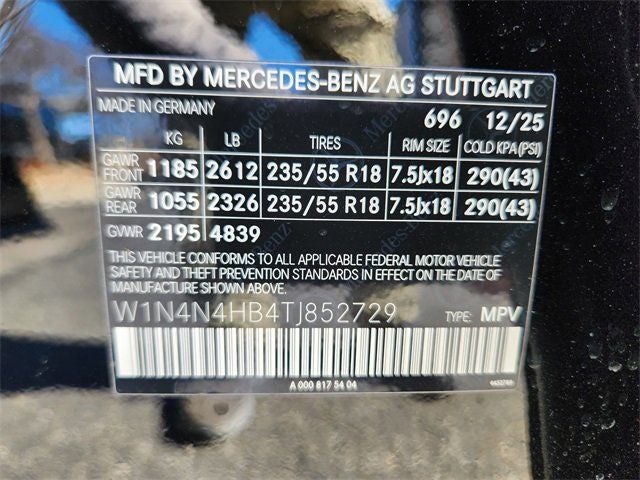 MFD BY MERCEDES-BENZ AG STUTTGART
MADE IN GERMANY 696 12/25
KG LB TIRES RIM SIZE COLD KPA(PSI)
GAWR FRONT 1185 2612 235/55 R18 7.5Jx18 290(43)
GAWR REAR 1055 2326 235/55 R18 7.5Jx18 290(43)
GVWR 2195 4839
THIS VEHICLE CONFORMS TO ALL APPLICABLE FEDERAL MOTOR VEHICLE
SAFETY AND THEFT PREVENTION STANDARDS IN EFFECT ON THE DATE OF
MANUFACTURE SHOWN ABOVE.
W1N4N4HB4TJ852729 TYPE: MPV
A 000 817 54 04